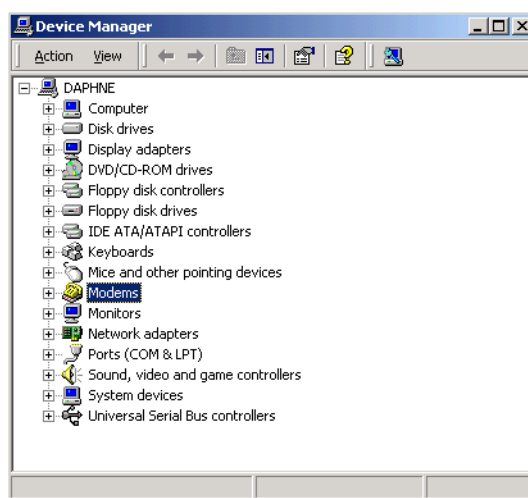 Device Manager
Action View
DAPHNE
Computer
Disk drives
Display adapters
DVD/CD-ROM drives
Floppy disk controllers
Floppy disk drives
IDE ATA/ATAPI controllers
Keyboards
Mice and other pointing devices
Modems
Monitors
Network adapters
Ports (COM & LPT)
Sound, video and game controllers
System devices
Universal Serial Bus controllers